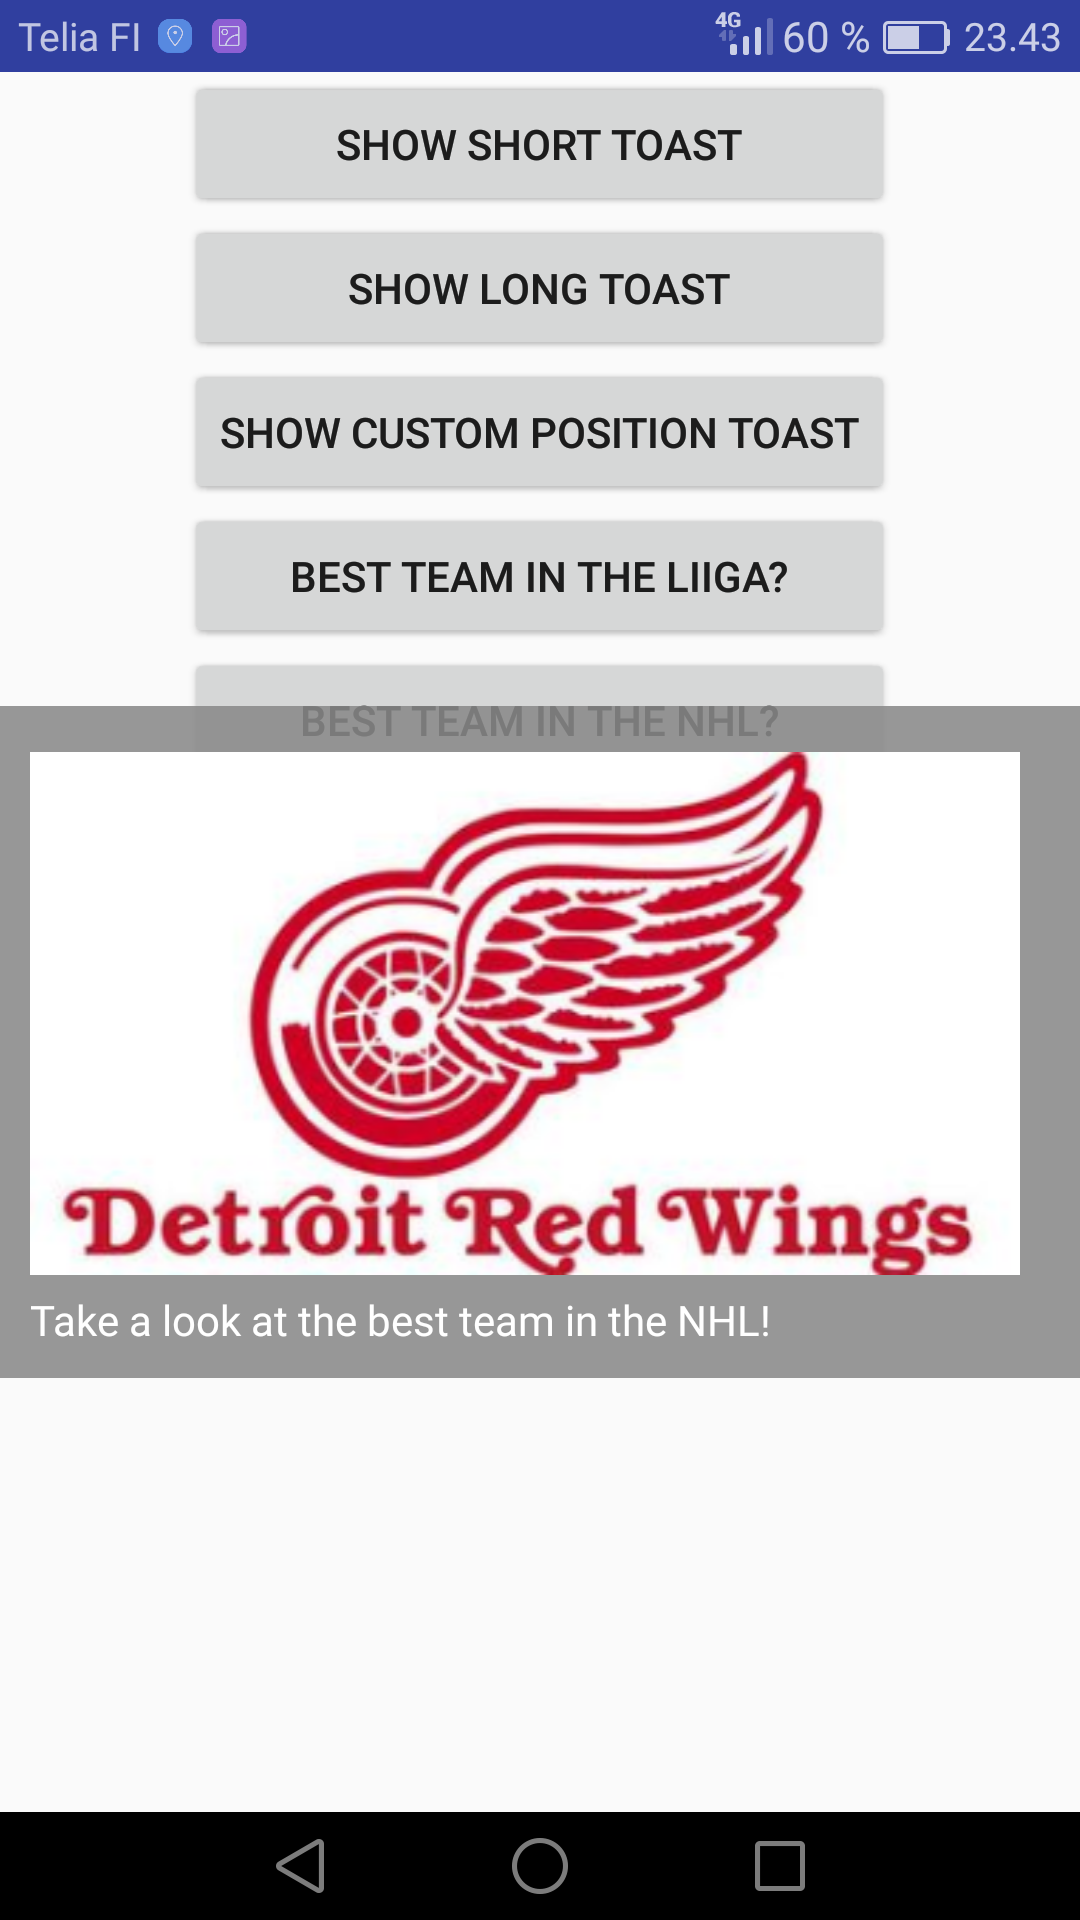 Telia FI 4G 60 % 23.43
SHOW SHORT TOAST
SHOW LONG TOAST
SHOW CUSTOM POSITION TOAST
BEST TEAM IN THE LIIGA?
BEST TEAM IN THE NHL?
Detroit Red Wings
Take a look at the best team in the NHL!